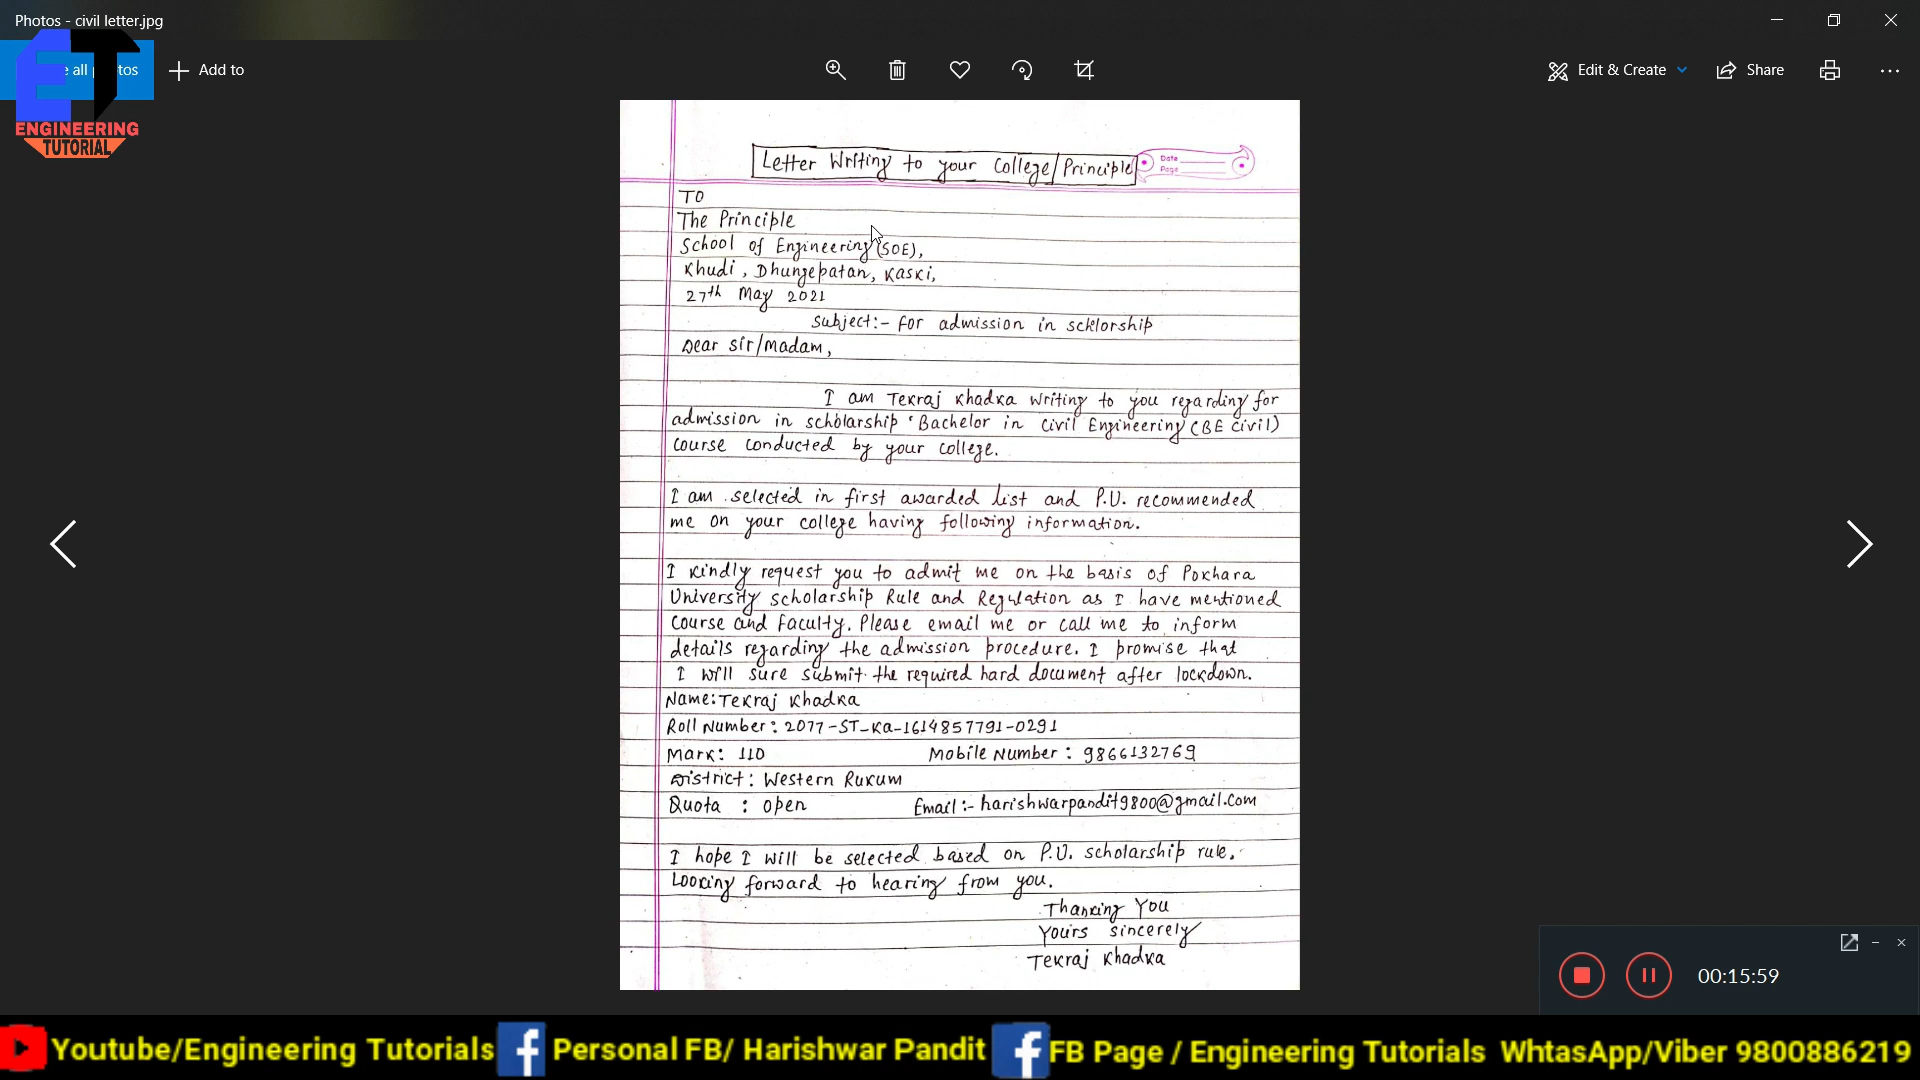 Photos - civil letter.jpg
all photos
Add to
Edit & Create
Share
ET
ENGINEERING
TUTORIAL
Letter Writing to your College/Principle
Date
Page
TO
The Principle
School of Engineering (SOE),
Khudi, Dhungepatan, Kaski,
27th May 2021
Subject:- For admission in scklorship
Dear sir/madam,
I am Tekraj Khadka writing to you regarding for
admission in scholarship 'Bachelor in Civil Engineering (BE civil)
course conducted by your college.
I am selected in first awarded list and P.U. recommended
me on your college having following information.
I kindly request you to admit me on the basis of Pokhara
University scholarship Rule and Regulation as I have mentioned
course and faculty. Please email me or call me to inform
details regarding the admission procedure. I promise that
I will sure submit the required hard document after lockdown.
Name: Tekraj Khadka
Roll Number: 2077-ST-Ka-1614857791-0291
Mark: 110 Mobile Number: 9866132769
District: Western Rukum
Quota : open Email:- harishwarpandit9800@gmail.com
I hope I will be selected based on P.U. scholarship rule.
Looking forward to hearing from you.
Thanking You
Yours sincerely
Tekraj Khadka
00:15:59
Youtube/Engineering Tutorials f Personal FB/ Harishwar Pandit f FB Page / Engineering Tutorials WhtasApp/Viber 9800886219